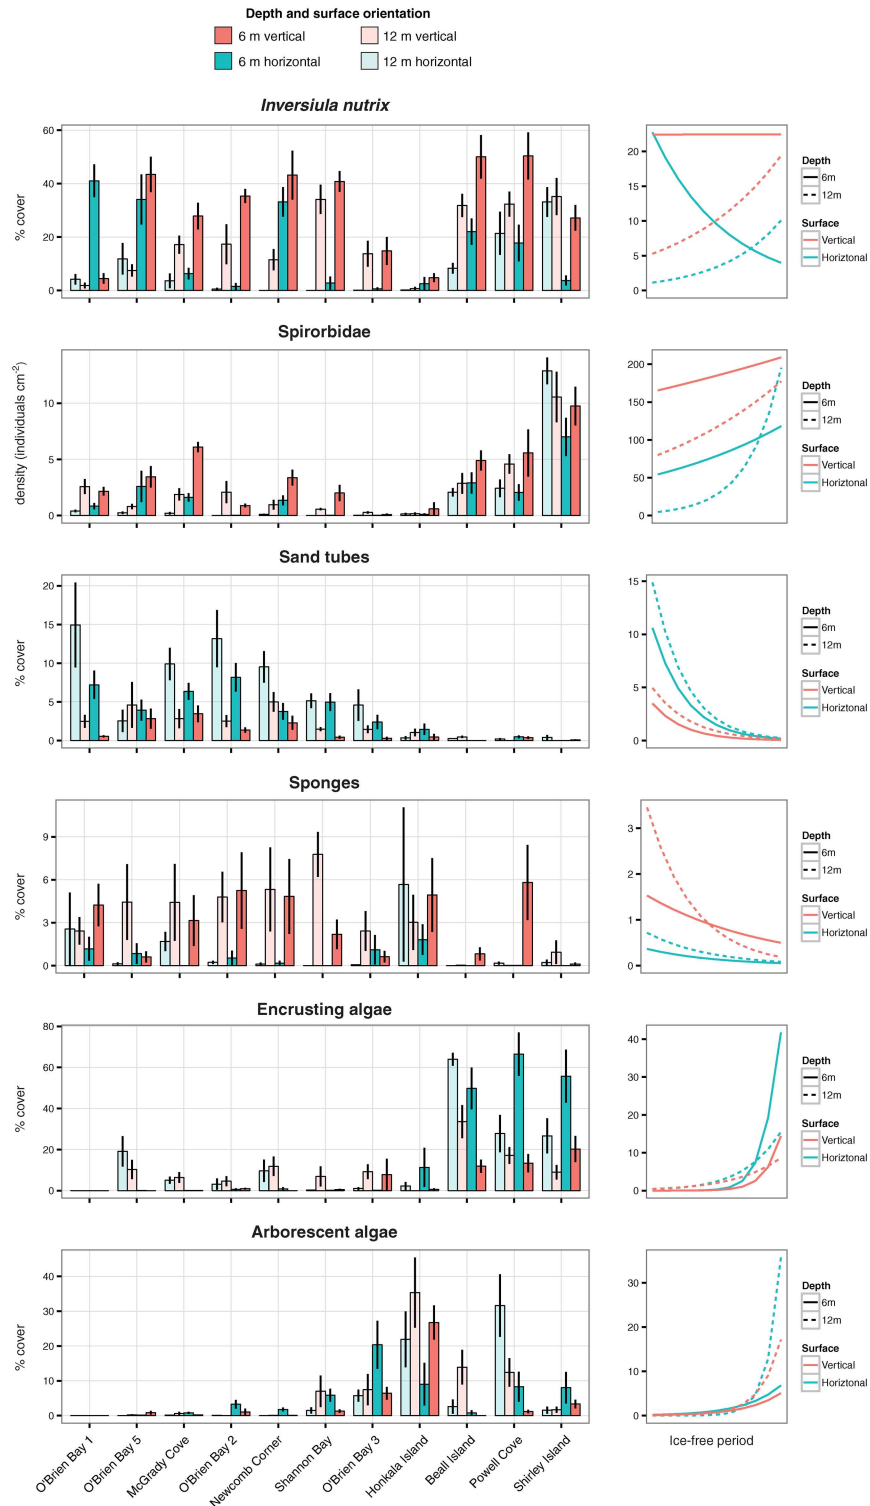 Depth and surface orientation
6 m vertical 12 m vertical
6 m horizontal 12 m horizontal
Inversiula nutrix
% cover
60
40
20
0
20
15
10
5
0
Depth
6m
12m
Surface
Vertical
Horiztonal
Spirorbidae
density (individuals cm-2)
10
5
0
200
150
100
50
0
Depth
6m
12m
Surface
Vertical
Horiztonal
Sand tubes
% cover
20
15
10
5
0
15
10
5
0
Depth
6m
12m
Surface
Vertical
Horiztonal
Sponges
% cover
9
6
3
0
3
2
1
0
Depth
6m
12m
Surface
Vertical
Horiztonal
Encrusting algae
% cover
80
60
40
20
0
40
30
20
10
0
Depth
6m
12m
Surface
Vertical
Horiztonal
Arborescent algae
% cover
40
30
20
10
0
30
20
10
0
Depth
6m
12m
Surface
Vertical
Horiztonal
O'Brien Bay 1
O'Brien Bay 5
McGrady Cove
O'Brien Bay 2
Newcomb Corner
Shannon Bay
O'Brien Bay 3
Honkala Island
Beall Island
Powell Cove
Shirley Island
Ice-free period